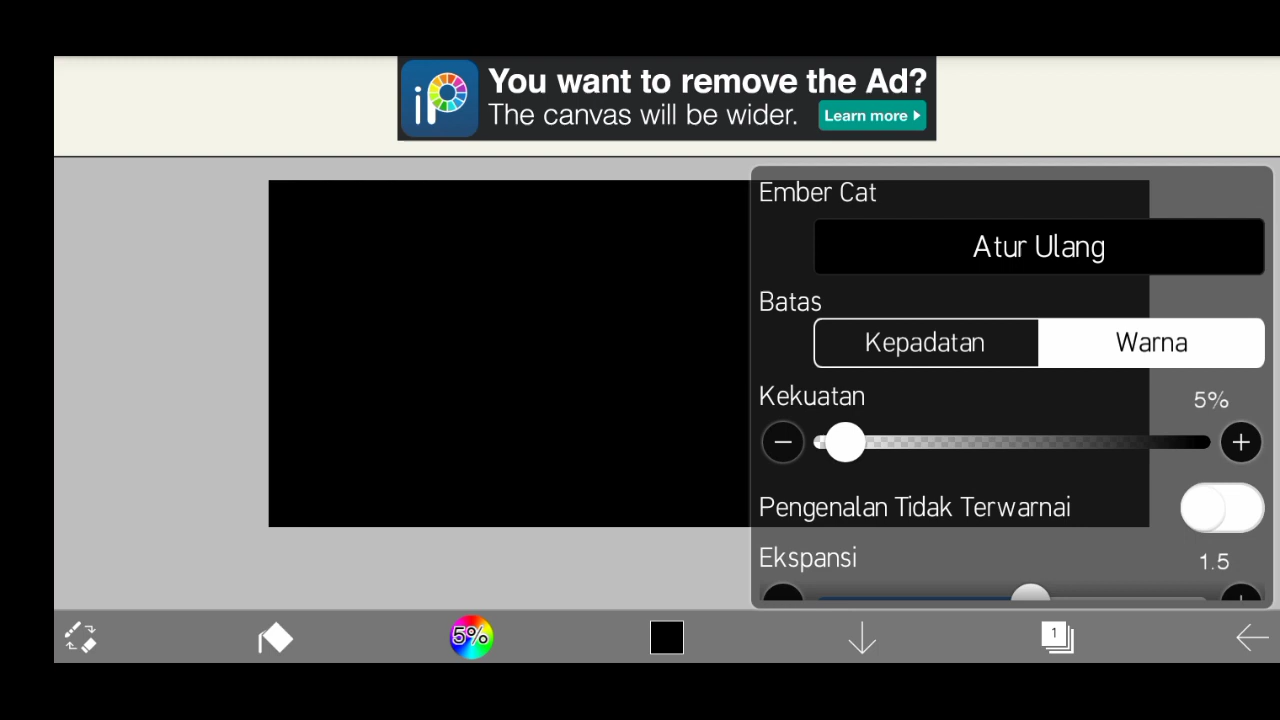 iP
You want to remove the Ad?
The canvas will be wider.
Learn more
Ember Cat
Atur Ulang
Batas
Kepadatan
Warna
Kekuatan
5%
Pengenalan Tidak Terwarnai
Ekspansi
1.5
5%
1